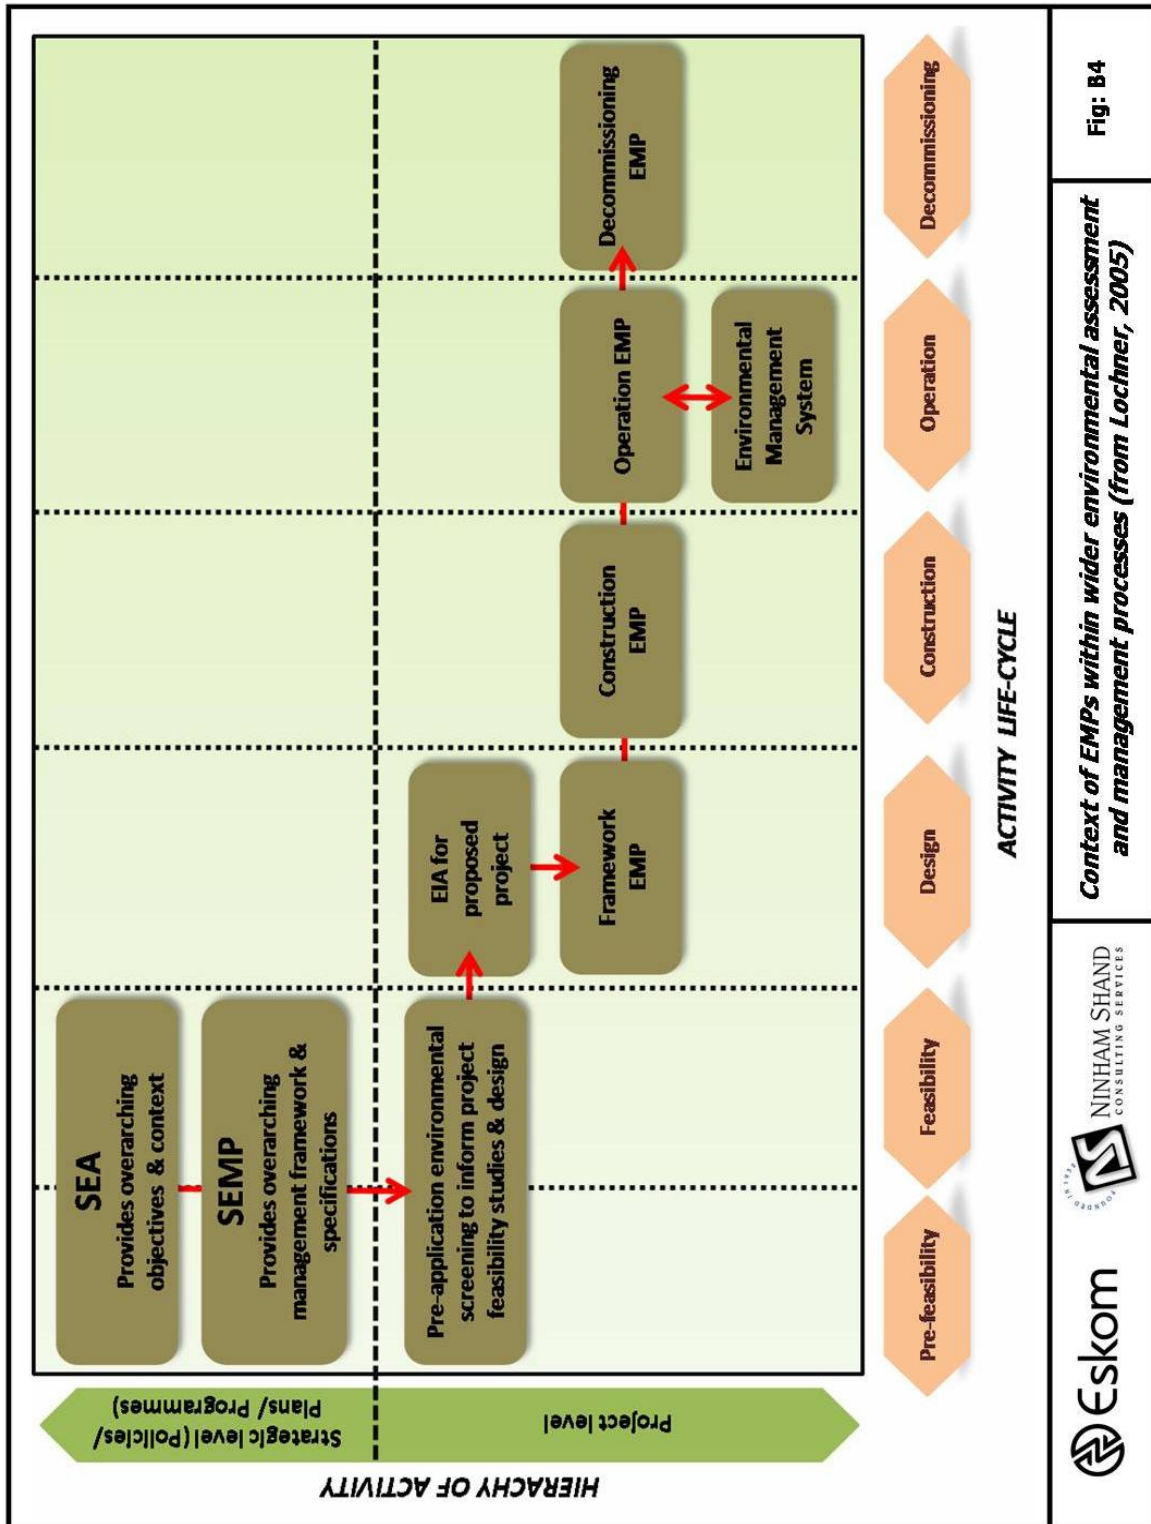 HIERACHY OF ACTIVITY
Strategic level (Policies/
Plans/ Programmes)
Project level
SEA
Provides overarching
objectives & context
SEMP
Provides overarching
management framework &
specifications
Pre-application environmental
screening to inform project
feasibility studies & design
EIA for
proposed
project
Framework
EMP
Construction
EMP
Operation EMP
Environmental
Management
System
Decommissioning
EMP
Pre-feasibility
Feasibility
Design
Construction
Operation
Decommissioning
ACTIVITY LIFE-CYCLE
Eskom
FOUNDED
NINHAM SHAND
CONSULTING SERVICES
Context of EMPs within wider environmental assessment
and management processes (from Lochner, 2005)
Fig: B4